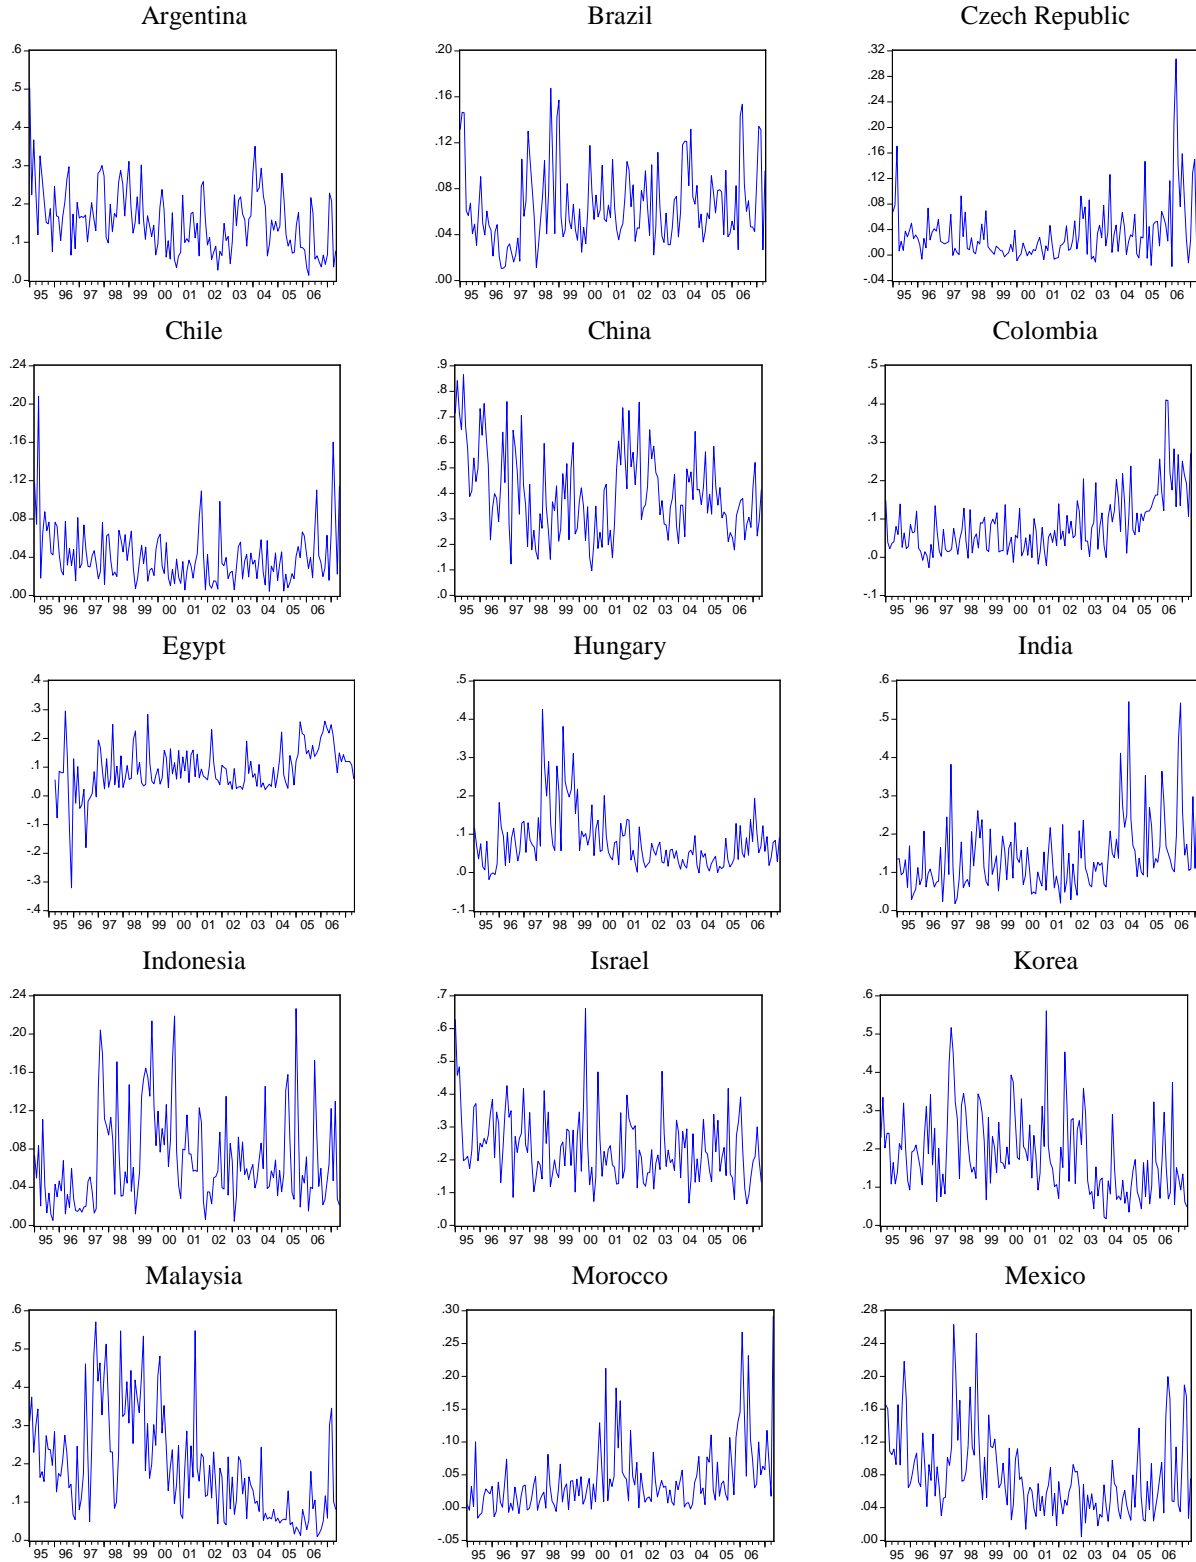 Argentina Brazil Czech Republic
.6 .5 .4 .3 .2 .1 .0
95 96 97 98 99 00 01 02 03 04 05 06
.20 .16 .12 .08 .04 .00
95 96 97 98 99 00 01 02 03 04 05 06
.32 .28 .24 .20 .16 .12 .08 .04 .00 -.04
95 96 97 98 99 00 01 02 03 04 05 06
Chile China Colombia
.24 .20 .16 .12 .08 .04 .00
95 96 97 98 99 00 01 02 03 04 05 06
.9 .8 .7 .6 .5 .4 .3 .2 .1 .0
95 96 97 98 99 00 01 02 03 04 05 06
.5 .4 .3 .2 .1 .0 -.1
95 96 97 98 99 00 01 02 03 04 05 06
Egypt Hungary India
.4 .3 .2 .1 .0 -.1 -.2 -.3 -.4
95 96 97 98 99 00 01 02 03 04 05 06
.5 .4 .3 .2 .1 .0 -.1
95 96 97 98 99 00 01 02 03 04 05 06
.6 .5 .4 .3 .2 .1 .0
95 96 97 98 99 00 01 02 03 04 05 06
Indonesia Israel Korea
.24 .20 .16 .12 .08 .04 .00
95 96 97 98 99 00 01 02 03 04 05 06
.7 .6 .5 .4 .3 .2 .1 .0
95 96 97 98 99 00 01 02 03 04 05 06
.6 .5 .4 .3 .2 .1 .0
95 96 97 98 99 00 01 02 03 04 05 06
Malaysia Morocco Mexico
.6 .5 .4 .3 .2 .1 .0
95 96 97 98 99 00 01 02 03 04 05 06
.30 .25 .20 .15 .10 .05 .00 -.05
95 96 97 98 99 00 01 02 03 04 05 06
.28 .24 .20 .16 .12 .08 .04 .00
95 96 97 98 99 00 01 02 03 04 05 06